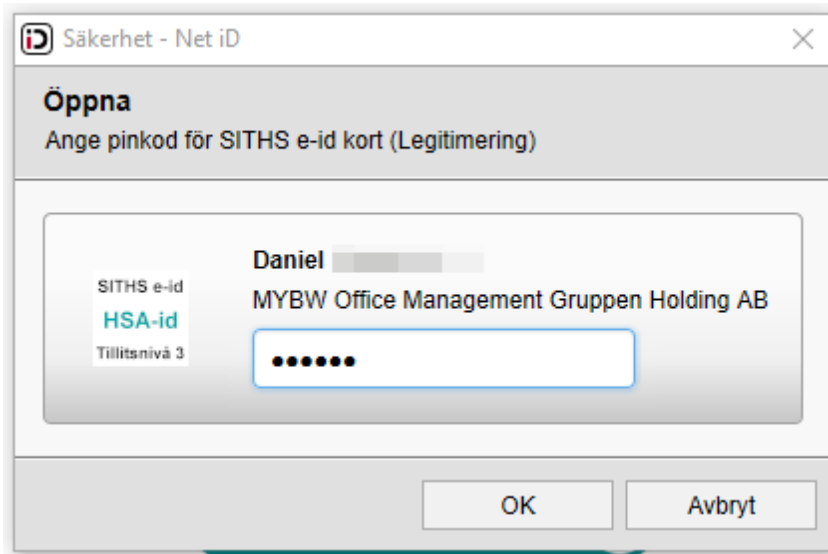 iD Säkerhet - Net iD
Öppna
Ange pinkod för SITHS e-id kort (Legitimering)
Daniel
SITHS e-id
HSA-id
Tillitsnivå 3
MYBW Office Management Gruppen Holding AB
●●●●●●
OK Avbryt